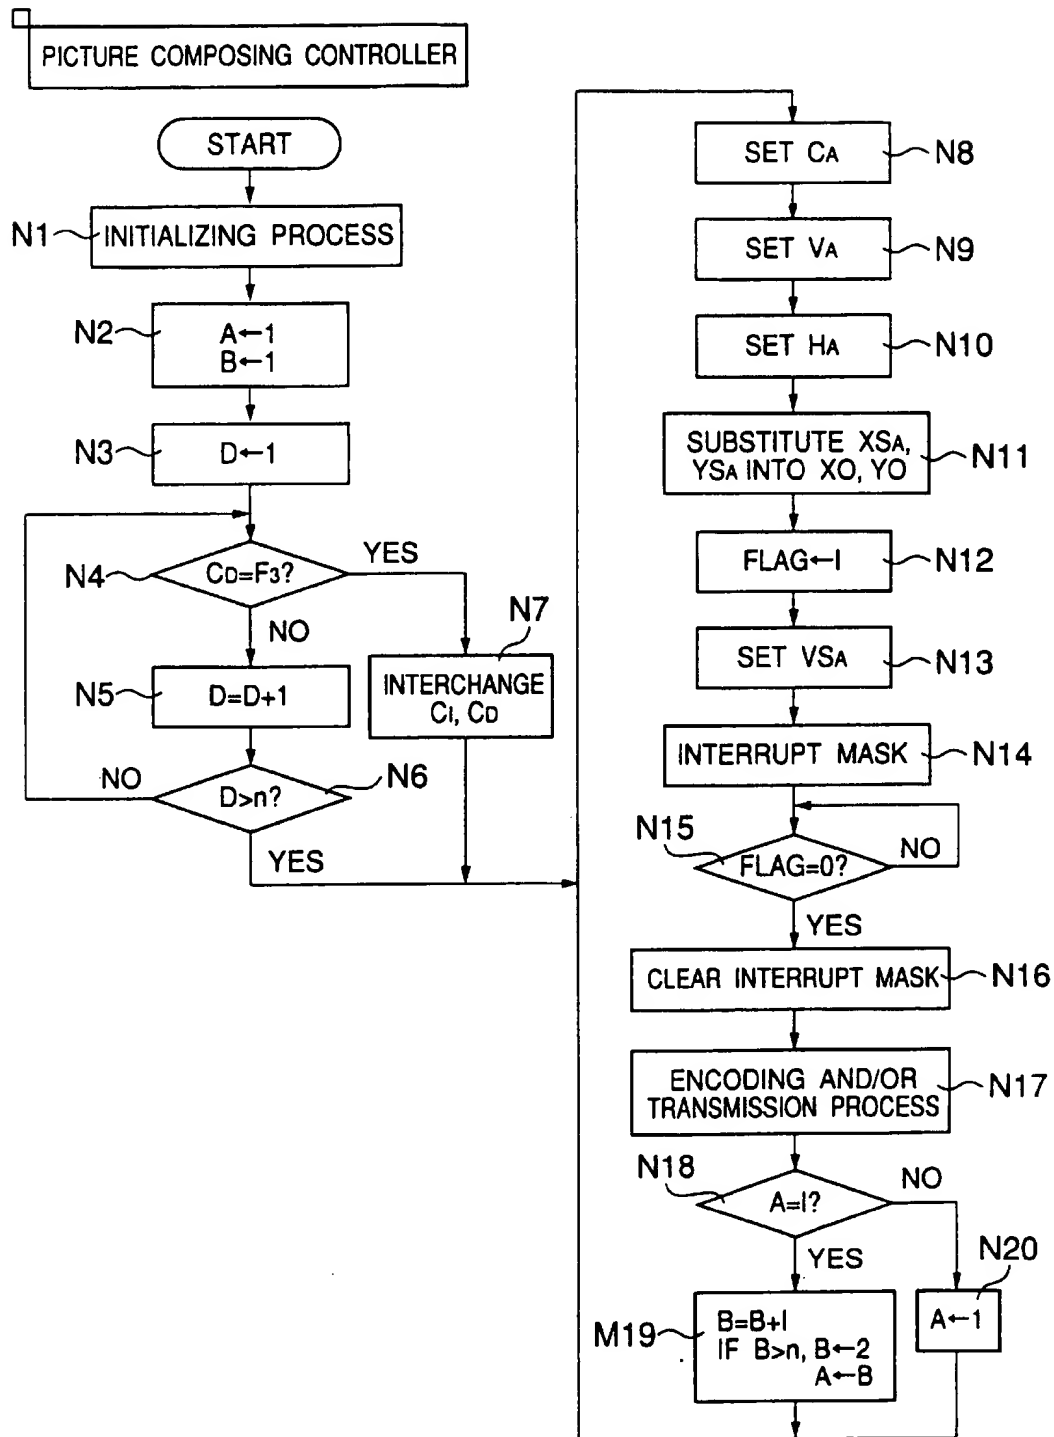 PICTURE COMPOSING CONTROLLER
START
N1
INITIALIZING PROCESS
N2
A←1
B←1
N3
D←1
N4
CD=F3?
YES
NO
N5
D=D+1
N7
INTERCHANGE
CI, CD
N6
D>n?
NO
YES
SET CA
N8
SET VA
N9
SET HA
N10
SUBSTITUTE XSA,
YSA INTO XO, YO
N11
FLAG←I
N12
SET VSA
N13
INTERRUPT MASK
N14
N15
FLAG=0?
NO
YES
CLEAR INTERRUPT MASK
N16
ENCODING AND/OR
TRANSMISSION PROCESS
N17
N18
A=I?
NO
YES
M19
B=B+I
IF B>n, B←2
A←B
N20
A←1